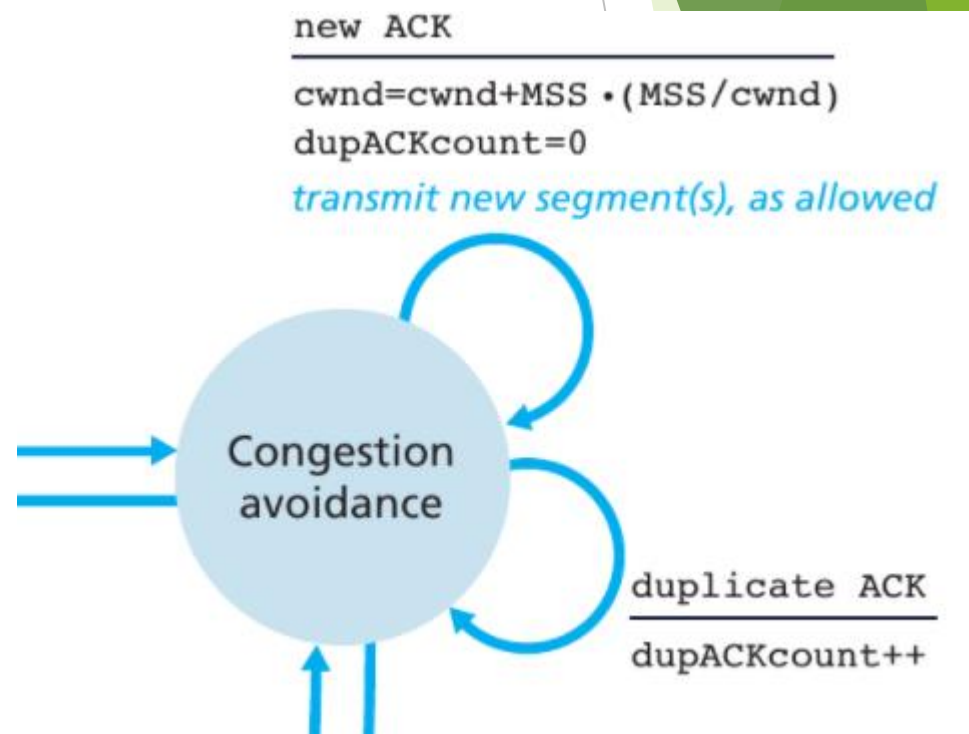 new ACK
cwnd=cwnd+MSS •(MSS/cwnd)
dupACKcount=0
transmit new segment(s), as allowed
Congestion
avoidance
duplicate ACK
dupACKcount++